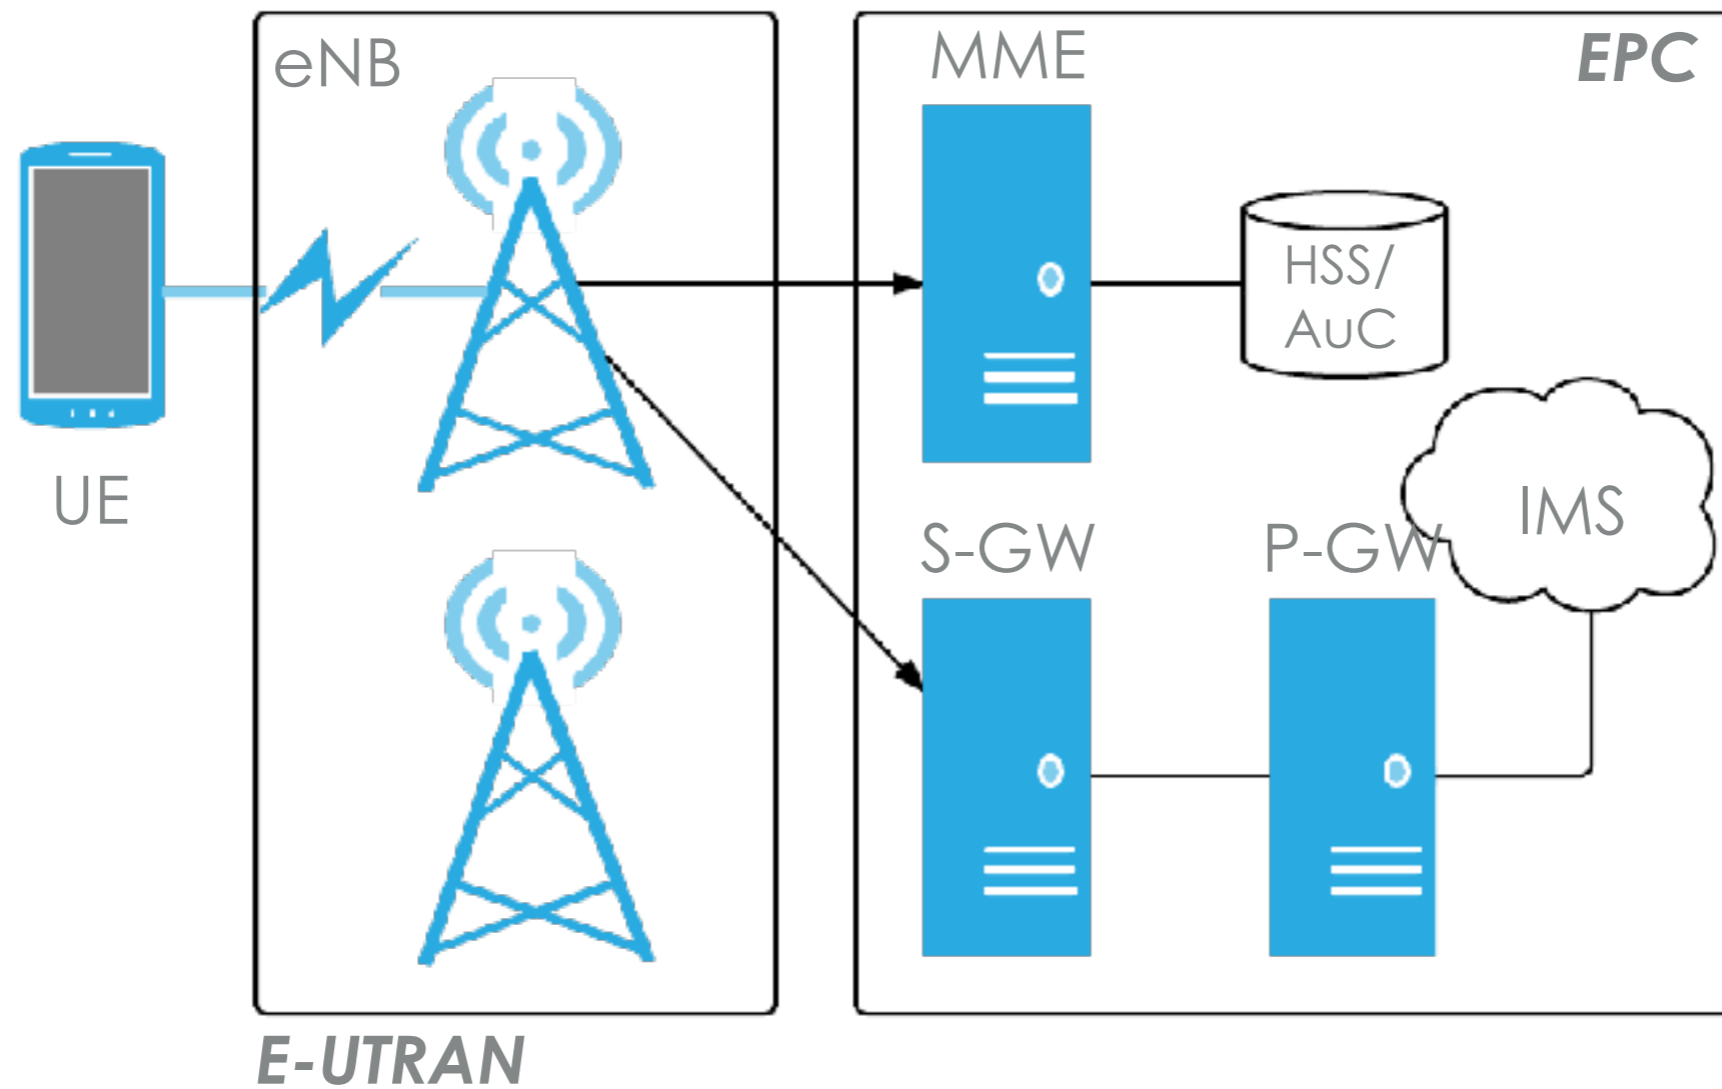 eNB
MME
EPC
HSS/
AuC
UE
IMS
S-GW
P-GW
E-UTRAN